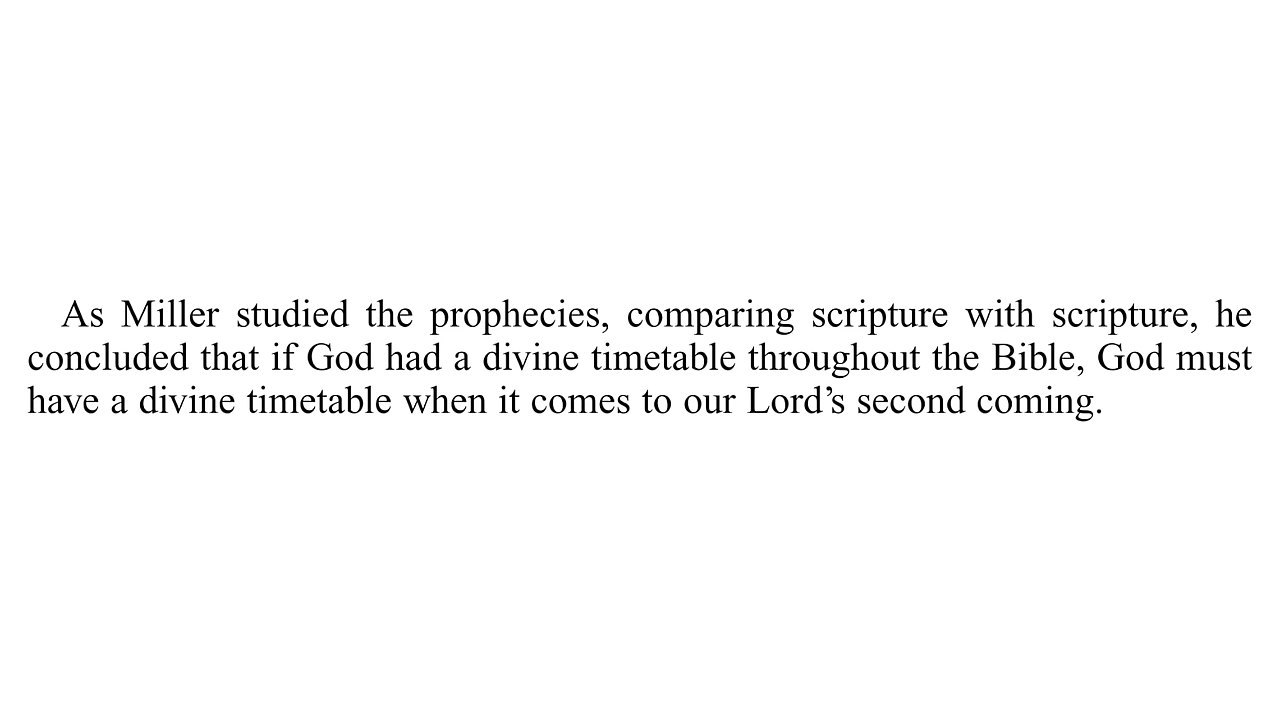 As Miller studied the prophecies, comparing scripture with scripture, he
concluded that if God had a divine timetable throughout the Bible, God must
have a divine timetable when it comes to our Lord’s second coming.